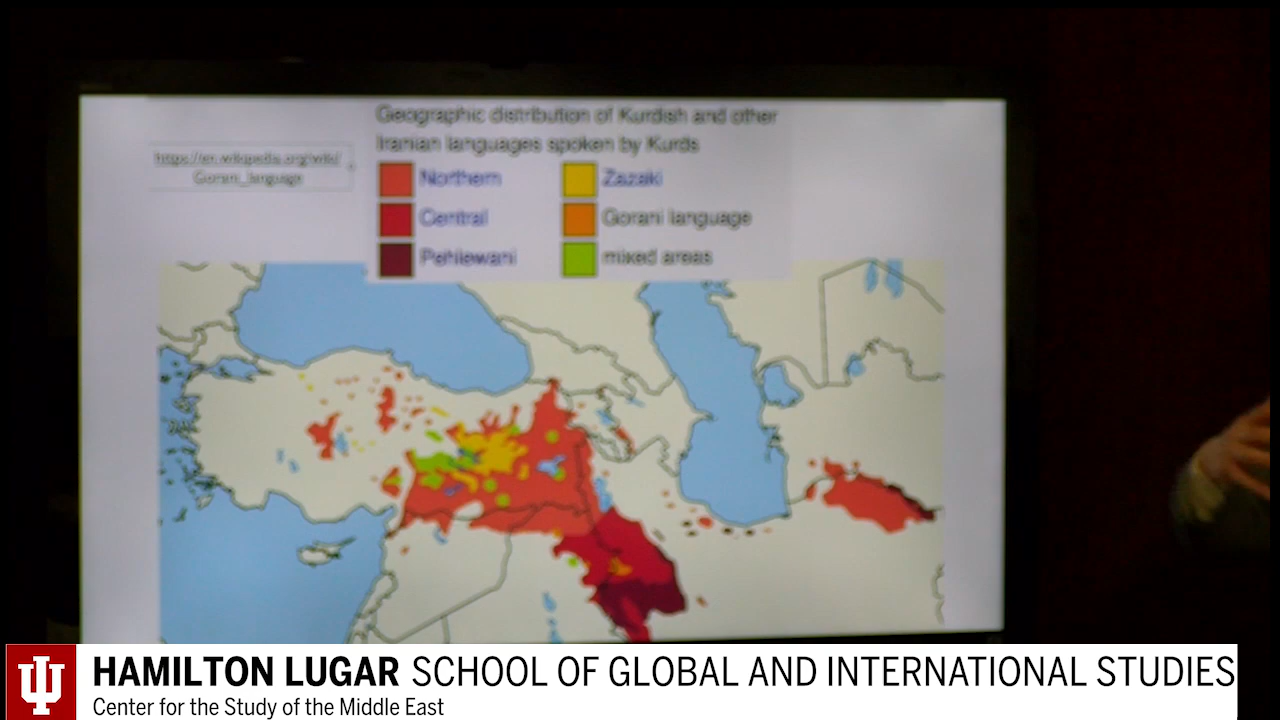 Geographic distribution of Kurdish and other
Iranian languages spoken by Kurds
https://en.wikipedia.org/wiki/
Gorani_language
Northern
Zazaki
Central
Gorani language
Pehlewani
mixed areas
HAMILTON LUGAR SCHOOL OF GLOBAL AND INTERNATIONAL STUDIES
Center for the Study of the Middle East